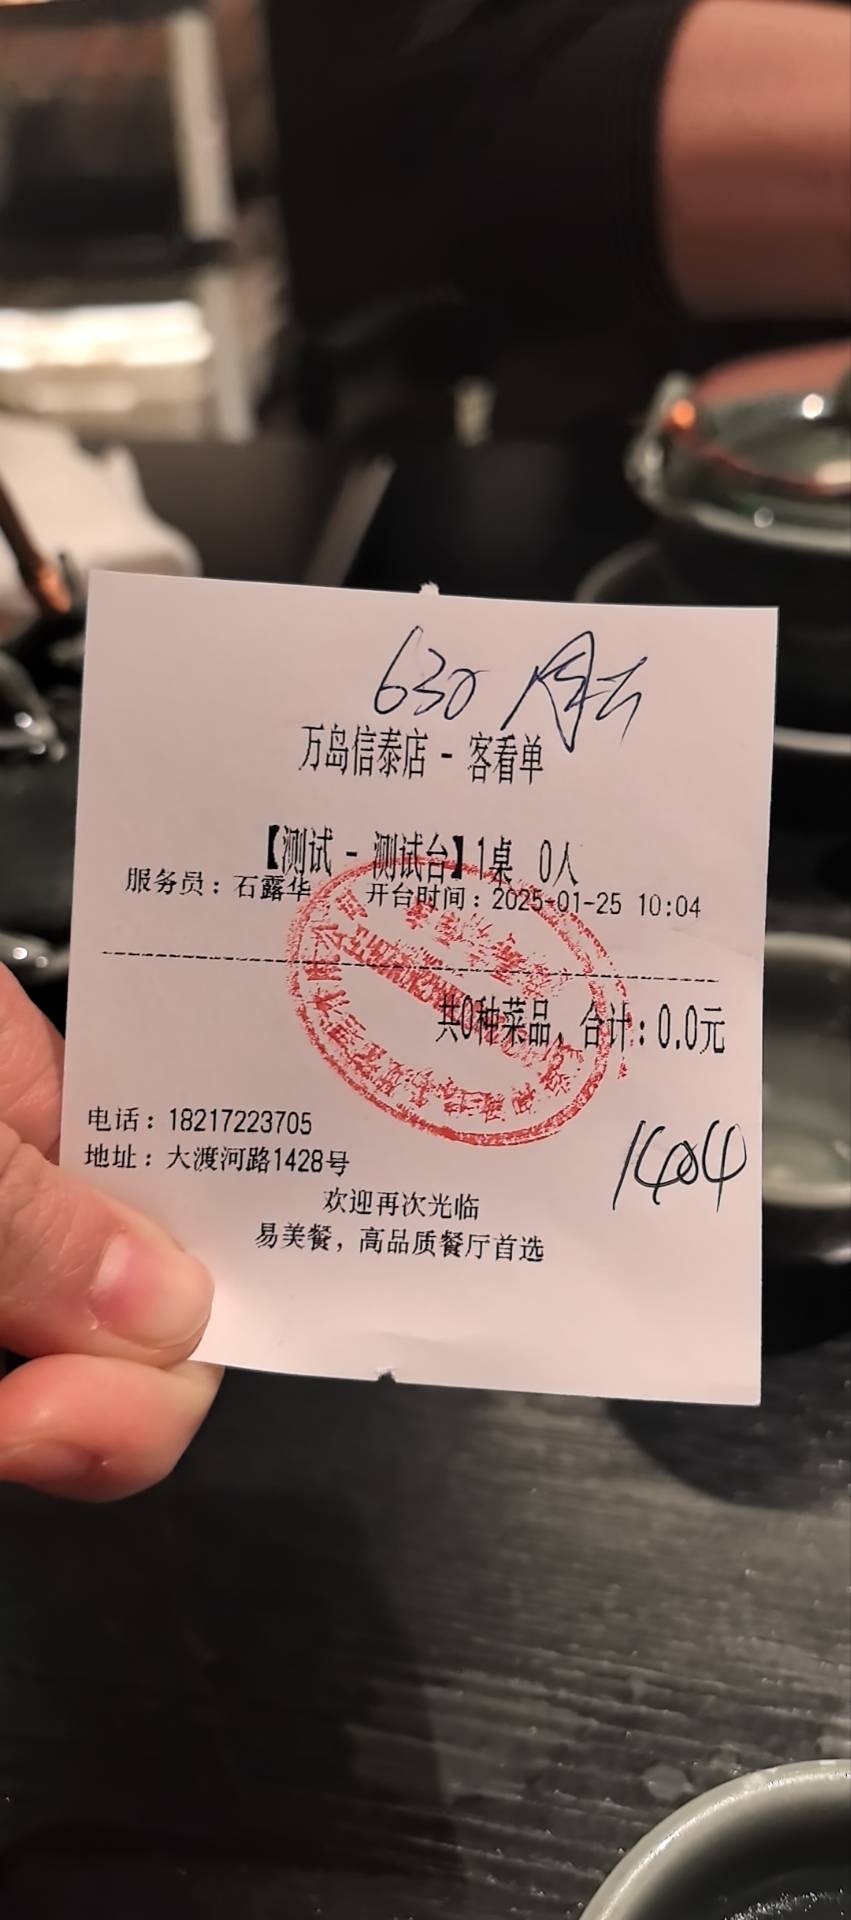 630
万岛信泰店 - 客看单
【测试 - 测试台】1桌 0人
服务员：石露华 开台时间：2025-01-25 10:04
共0种菜品，合计：0.0元
1404
电话：18217223705
地址：大渡河路1428号
欢迎再次光临
易美餐，高品质餐厅首选